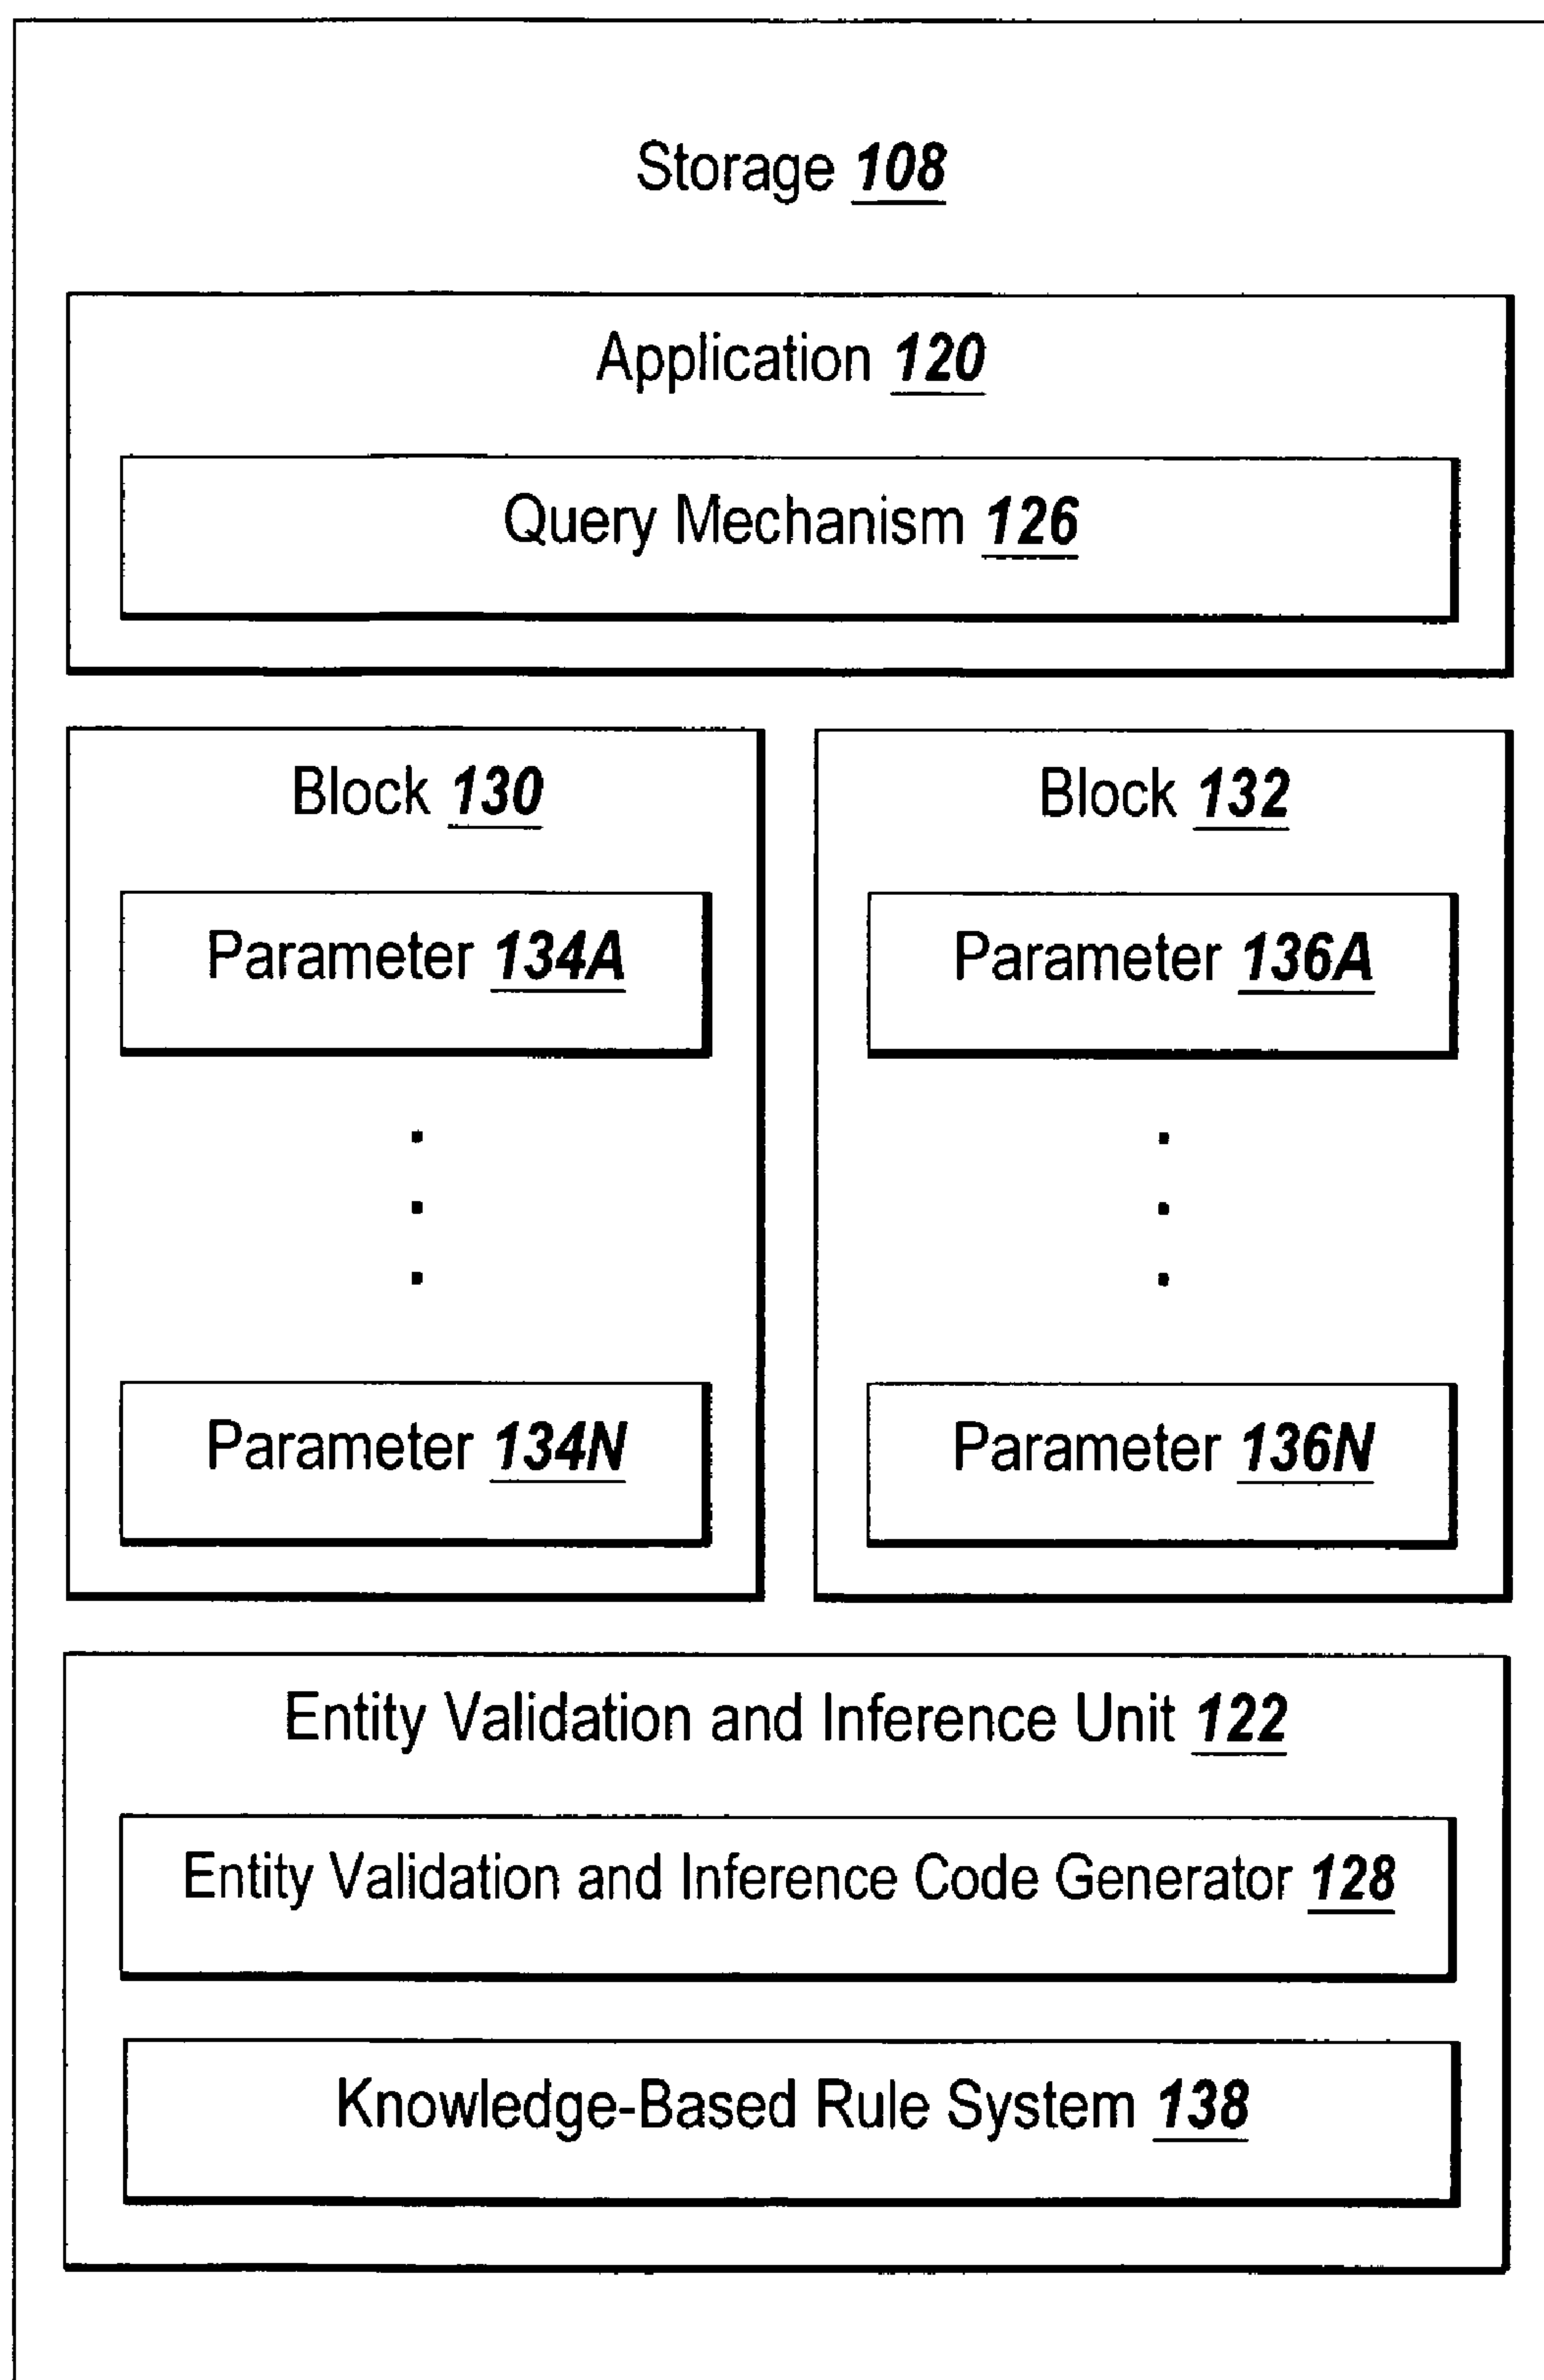 Storage 108
Application 120
Query Mechanism 126
Block 130
Parameter 134A
Parameter 134N
Block 132
Parameter 136A
Parameter 136N
Entity Validation and Inference Unit 122
Entity Validation and Inference Code Generator 128
Knowledge-Based Rule System 138